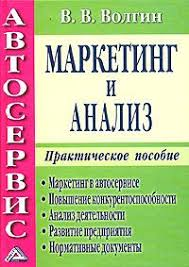 АВТОСЕРВИС
В. В. ВОЛГИН
МАРКЕТИНГ
И
АНАЛИЗ
Практическое пособие
• Маркетинг в автосервисе
• Повышение конкурентоспособности
• Анализ деятельности
• Развитие предприятия
• Нормативные документы